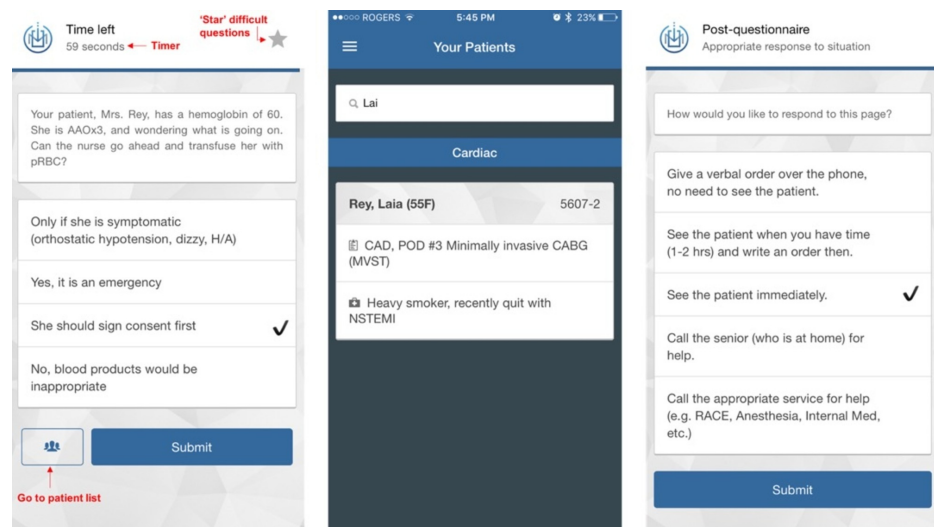 Time left
59 seconds
Timer
'Star' difficult
questions
Your patient, Mrs. Rey, has a hemoglobin of 60.
She is AAOx3, and wondering what is going on.
Can the nurse go ahead and transfuse her with
pRBC?
Only if she is symptomatic
(orthostatic hypotension, dizzy, H/A)
Yes, it is an emergency
She should sign consent first
No, blood products would be
inappropriate
Submit
Go to patient list
ROGERS
5:45 PM
23%
Your Patients
Lai
Cardiac
Rey, Laia (55F)
5607-2
CAD, POD #3 Minimally invasive CABG
(MVST)
Heavy smoker, recently quit with
NSTEMI
Post-questionnaire
Appropriate response to situation
How would you like to respond to this page?
Give a verbal order over the phone,
no need to see the patient.
See the patient when you have time
(1-2 hrs) and write an order then.
See the patient immediately.
Call the senior (who is at home) for
help.
Call the appropriate service for help
(e.g. RACE, Anesthesia, Internal Med,
etc.)
Submit